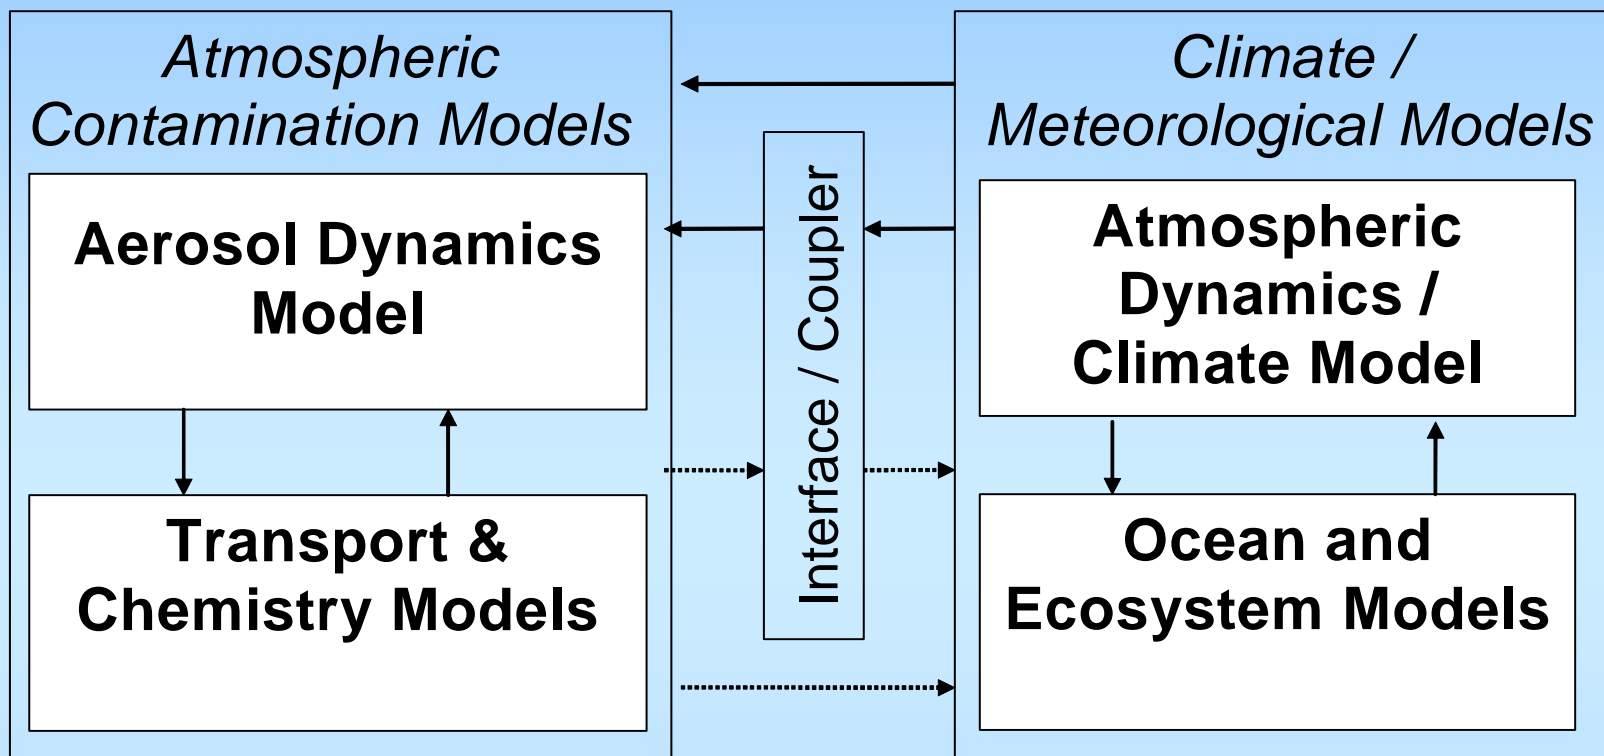 Atmospheric
Contamination Models
Aerosol Dynamics
Model
Transport &
Chemistry Models
Interface / Coupler
Climate /
Meteorological Models
Atmospheric
Dynamics /
Climate Model
Ocean and
Ecosystem Models